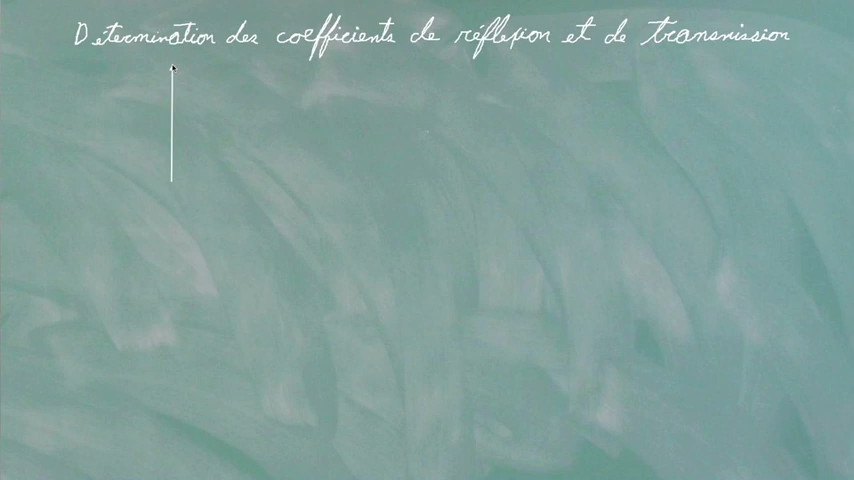 Determination des coefficients de réflexion et de transmission